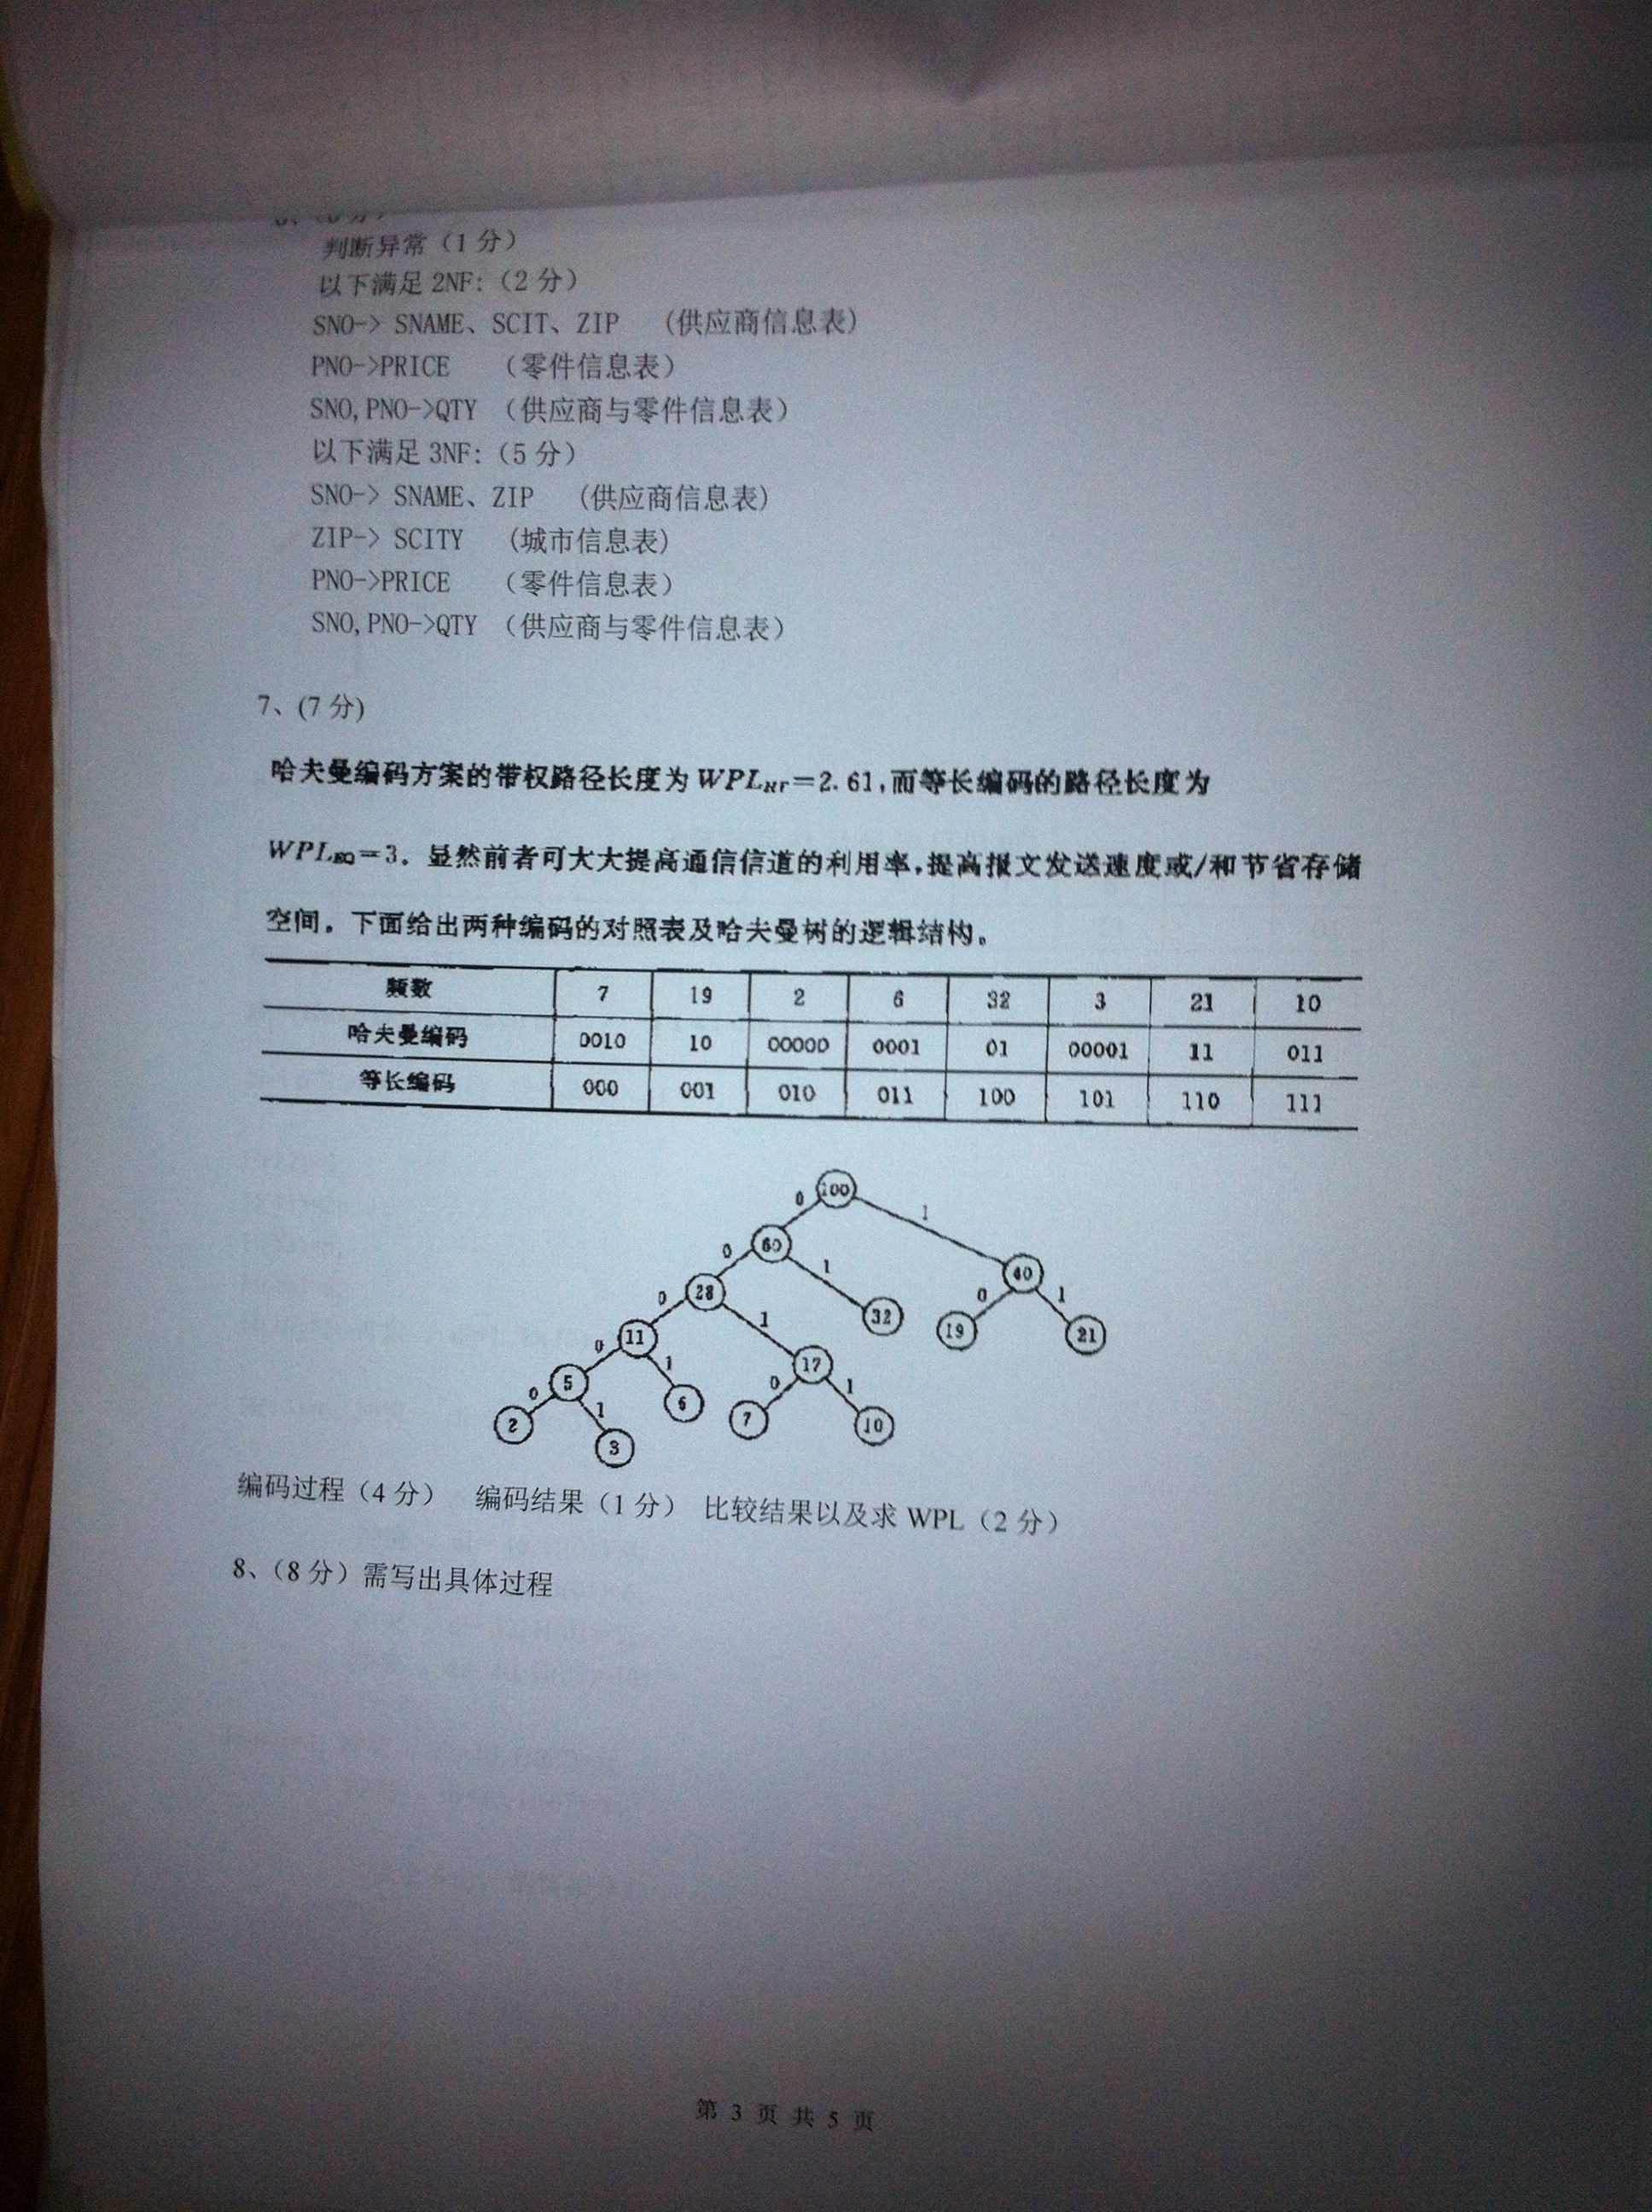 判断异常（1 分）
以下满足 2NF:（2 分）
SNO-> SNAME、SCIT、ZIP （供应商信息表）
PNO->PRICE （零件信息表）
SNO,PNO->QTY （供应商与零件信息表）
以下满足 3NF:（5 分）
SNO-> SNAME、ZIP （供应商信息表）
ZIP-> SCITY （城市信息表）
PNO->PRICE （零件信息表）
SNO,PNO->QTY （供应商与零件信息表）
7、(7 分)
哈夫曼编码方案的带权路径长度为 WPL=2.61,而等长编码的路径长度为
WPLEQ=3。显然前者可大大提高通信信道的利用率,提高报文发送速度或/和节省存储
空间。下面给出两种编码的对照表及哈夫曼树的逻辑结构。
频数 7 19 2 6 32 3 21 10
哈夫曼编码 0010 10 00000 0001 01 00001 11 011
等长编码 000 001 010 011 100 101 110 111
0 100 1
0 60 1 40
0 28 1 32 0 1
0 11 1 19 21
0 5 1 17
2 1 6 0 1
3 7 10
编码过程（4 分） 编码结果（1 分） 比较结果以及求 WPL（2 分）
8、（8 分）需写出具体过程
第 3 页 共 5 页